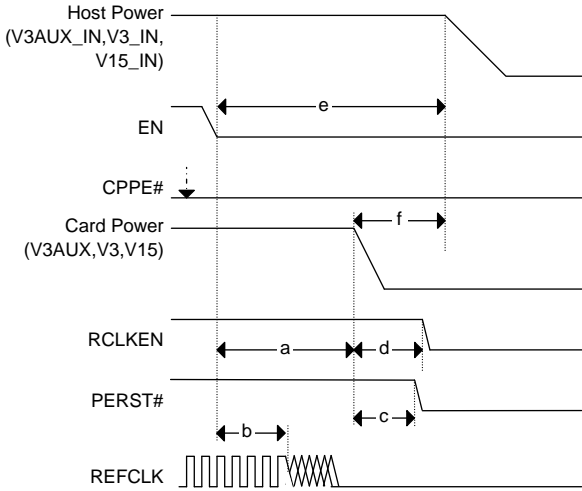 Host Power
(V3AUX_IN,V3_IN,
V15_IN)
e
EN
CPPE#
f
Card Power
(V3AUX,V3,V15)
RCLKEN
a
d
PERST#
c
b
REFCLK